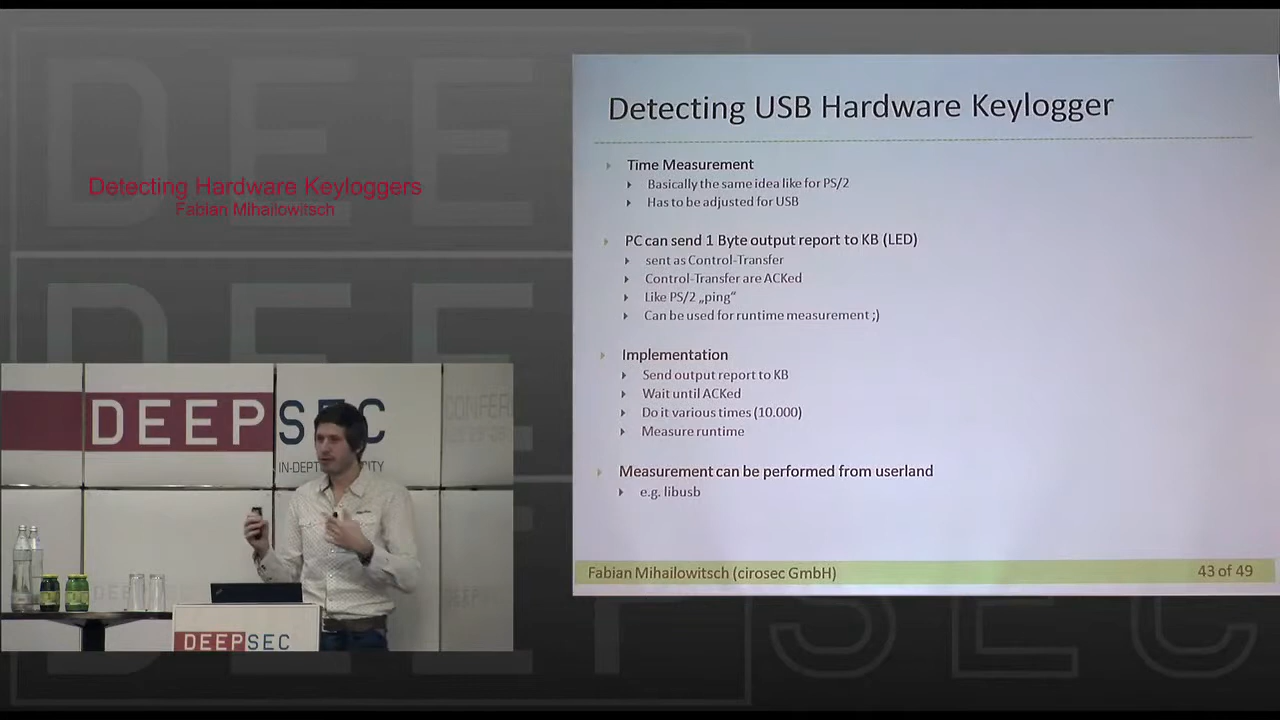 Detecting Hardware Keyloggers
Fabian Mihailowitsch
DEEPSEC
DEEPSEC
Detecting USB Hardware Keylogger
Time Measurement
Basically the same idea like for PS/2
Has to be adjusted for USB
PC can send 1 Byte output report to KB (LED)
sent as Control-Transfer
Control-Transfer are ACKed
Like PS/2 „ping“
Can be used for runtime measurement ;)
Implementation
Send output report to KB
Wait until ACKed
Do it various times (10.000)
Measure runtime
Measurement can be performed from userland
e.g. libusb
Fabian Mihailowitsch (cirosec GmbH)
43 of 49